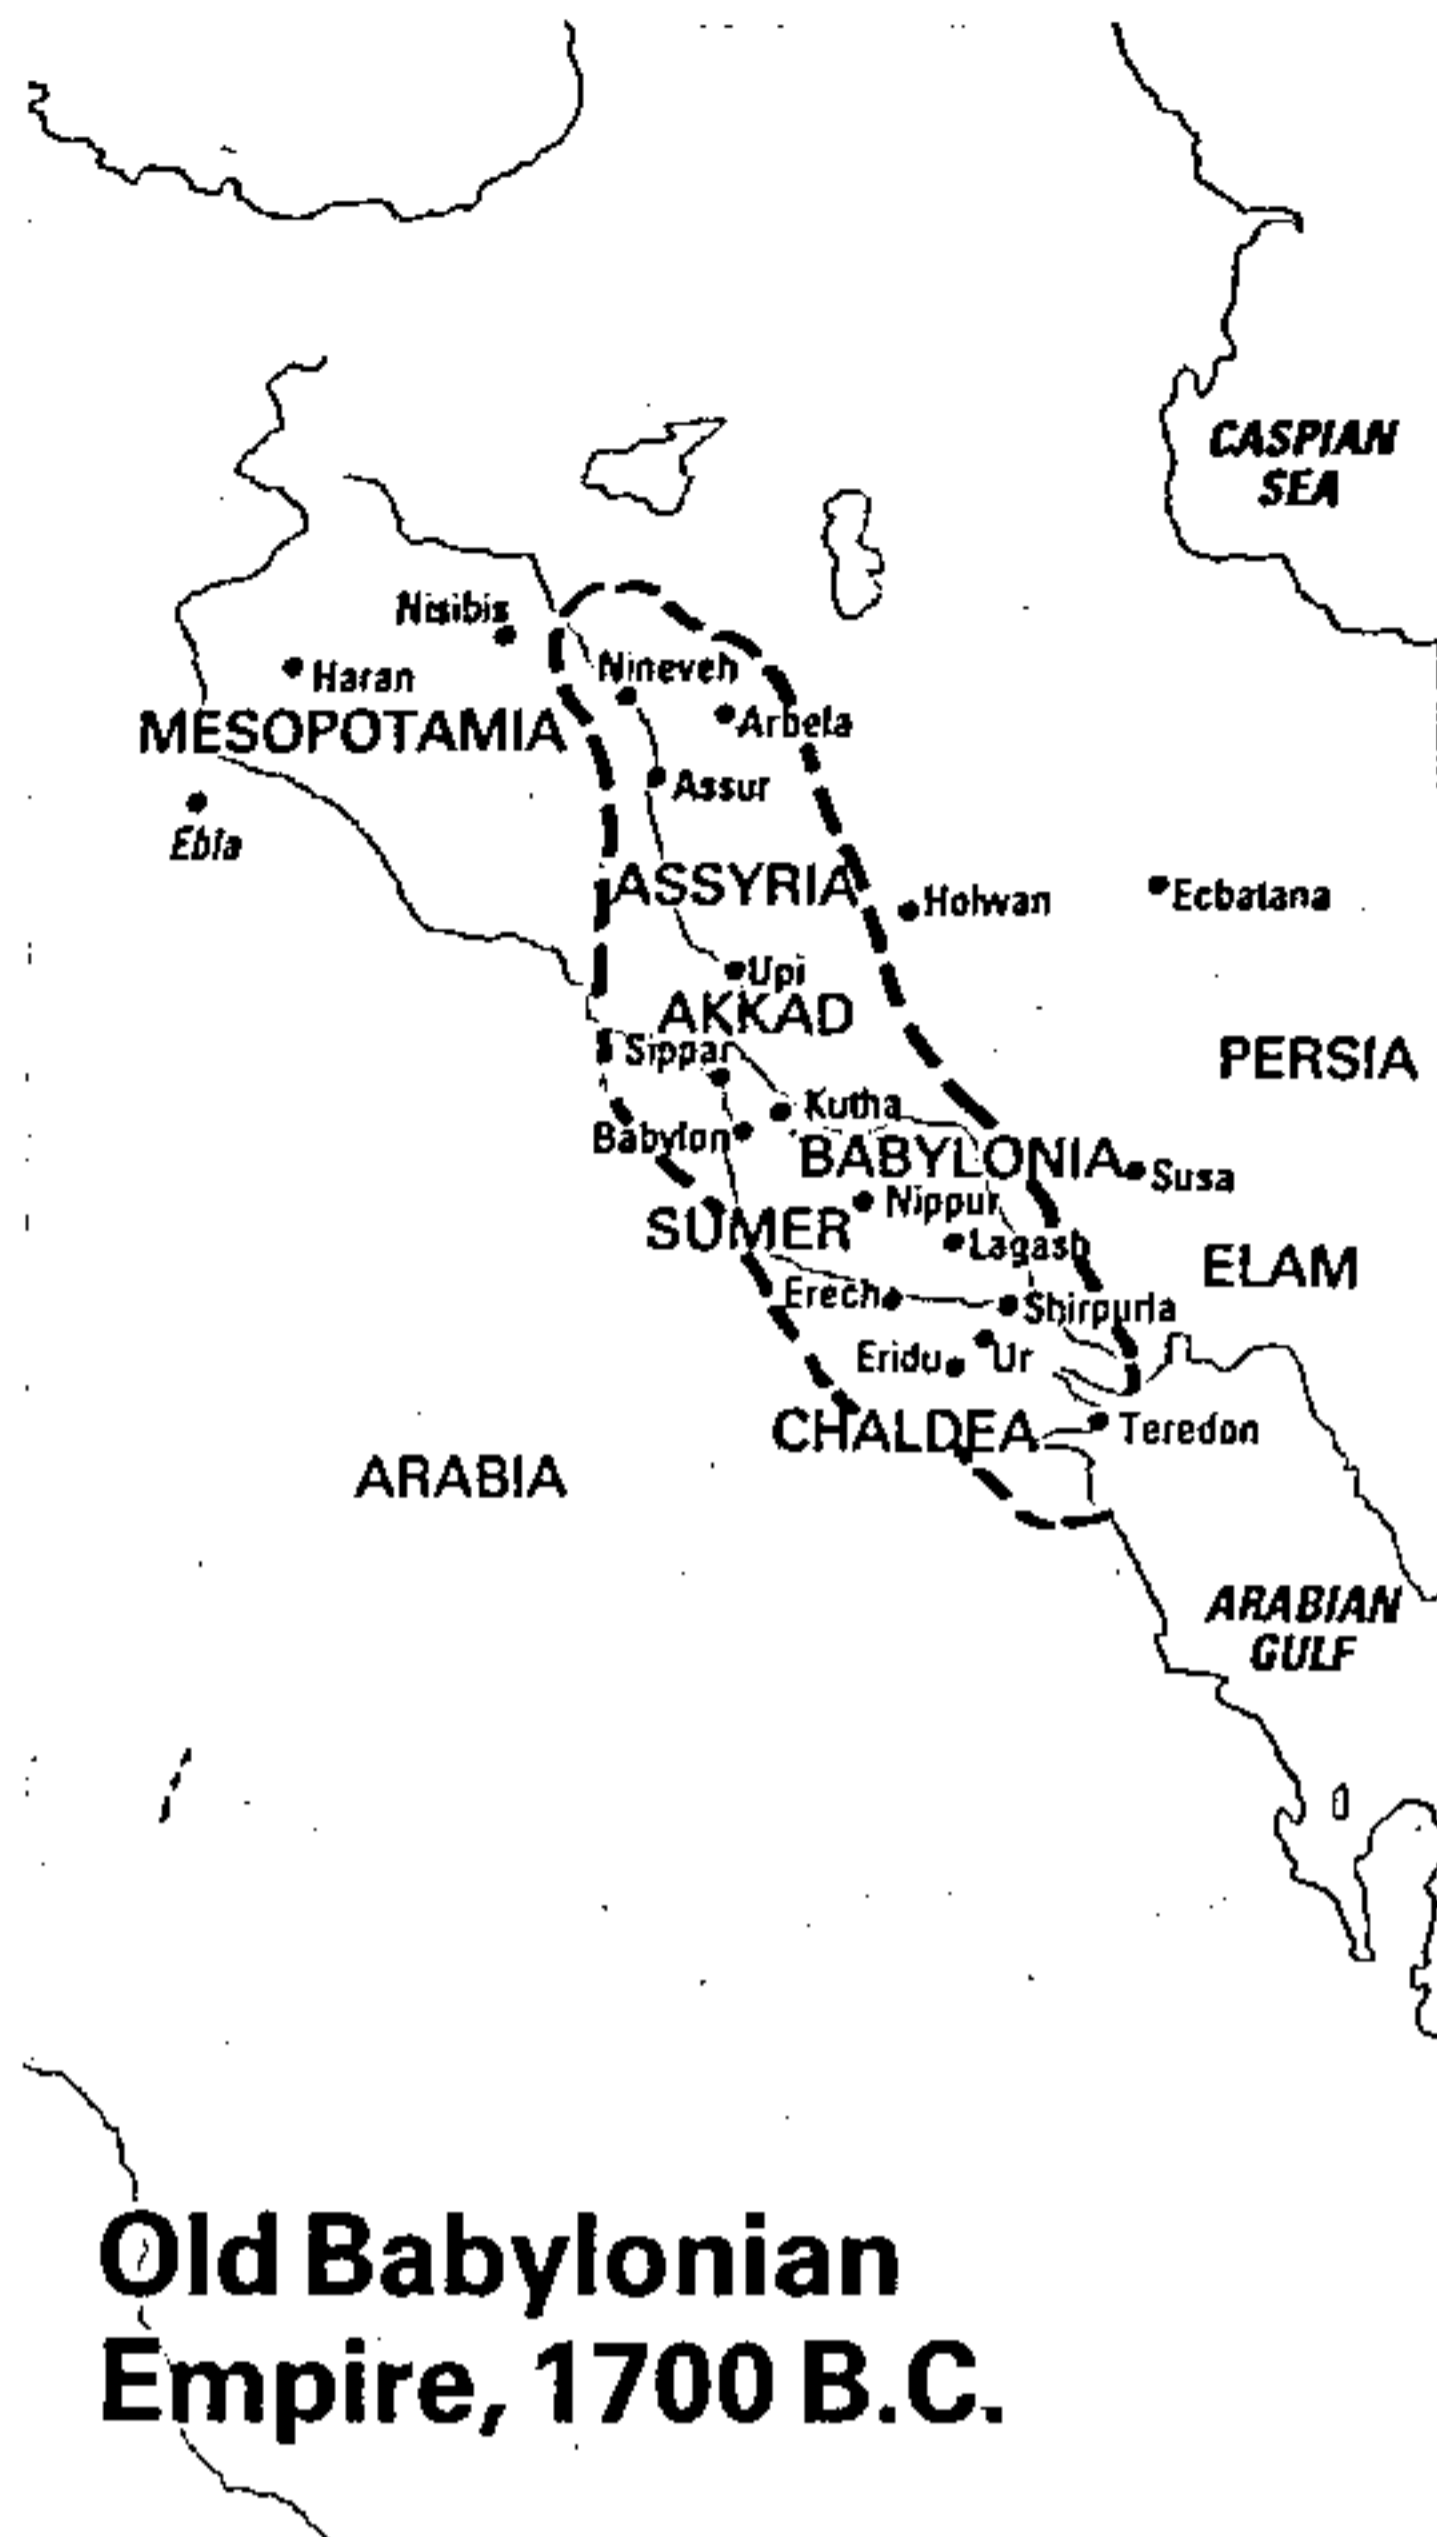 CASPIAN
SEA
Nisibis
Nineveh
Haran
Arbela
MESOPOTAMIA
Assur
Ebla
ASSYRIA
Holwan
Ecbatana
Upi
AKKAD
Sippar
PERSIA
Kutha
Babylon
BABYLONIA
Susa
Nippur
SUMER
Lagash
ELAM
Erech
Shirpurla
Eridu
Ur
CHALDEA
Teredon
ARABIA
ARABIAN
GULF
Old Babylonian
Empire, 1700 B.C.